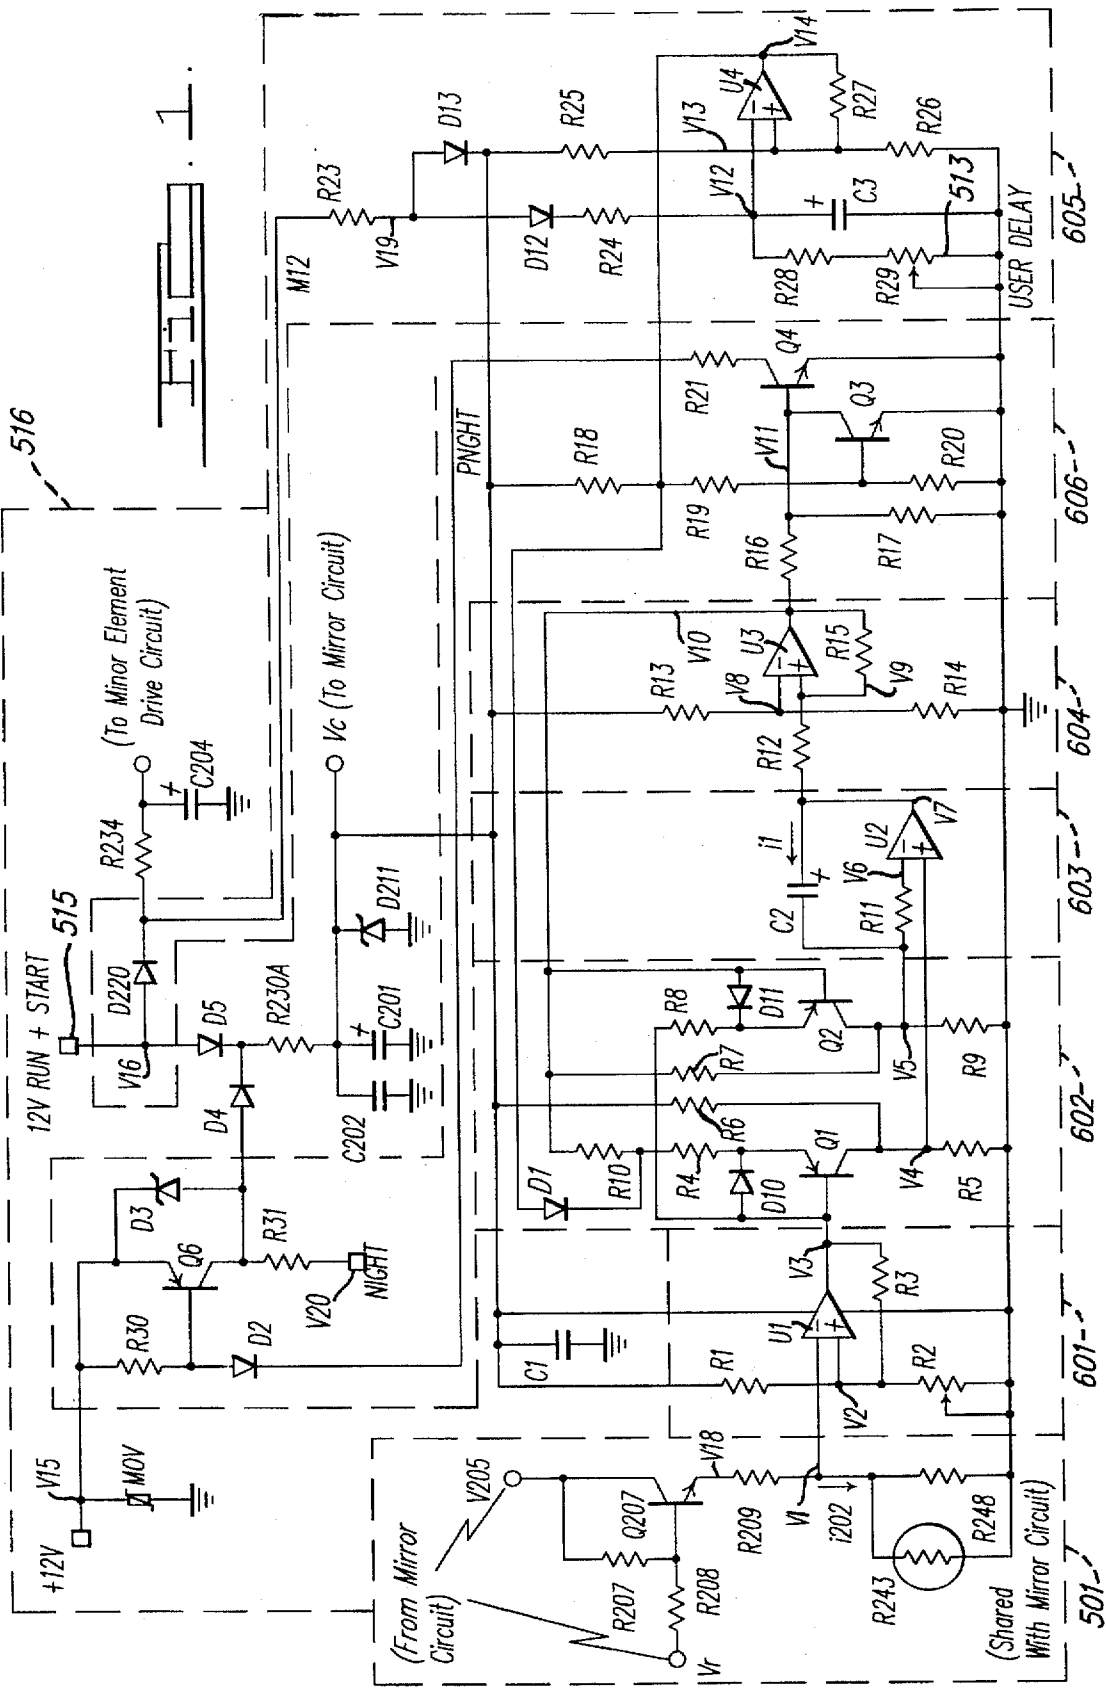 516
12V RUN + START
515
V16
D220
R234
(To Minor Element
Drive Circuit)
C204
+
M12
R23
V19
D13
D12
R24
R25
V13
V12
V14
U4
-
+
R27
R26
C3
+
R28
R29
513
USER DELAY
605
+12V
V15
MOV
R30
D2
Q6
D3
R31
V20
NIGHT
D4
D5
R230A
C202
C201
+
D211
Vc (To Mirror Circuit)
PNGHT
R21
Q4
R18
V11
Q3
R19
R20
R16
R17
606
V10
R13
U3
-
+
R15
V8
V9
R12
R14
604
i1
C2
+
V6
R11
U2
-
+
V7
603
R8
D11
R7
Q2
V5
R9
R6
D1
R10
R4
D10
Q1
V4
R5
602
C1
R1
U1
-
+
V3
R3
V2
R2
601
(From Mirror
Circuit)
V205
Q207
V18
R207
R208
Vr
R209
V1
i202
R243
R248
(Shared
With Mirror Circuit)
501